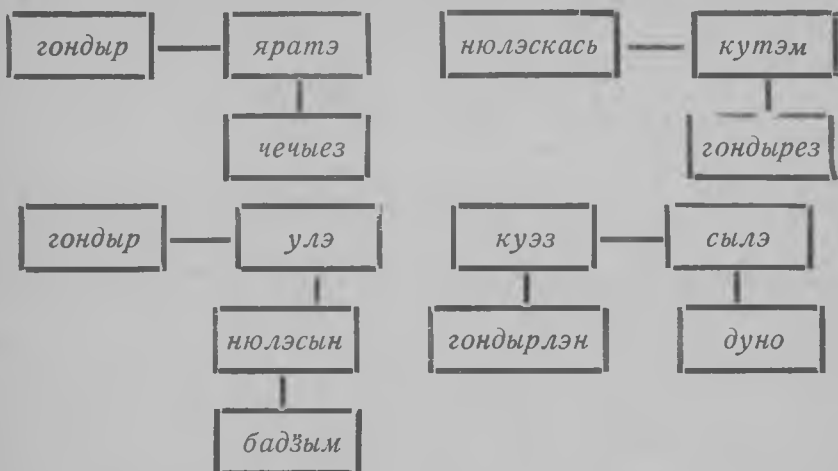 гондыр яратэ нюлэскась кутэм
чечыез гондырез
гондыр улэ куэз сылэ
нюлэсын гондырлэн дуно
бадӟым